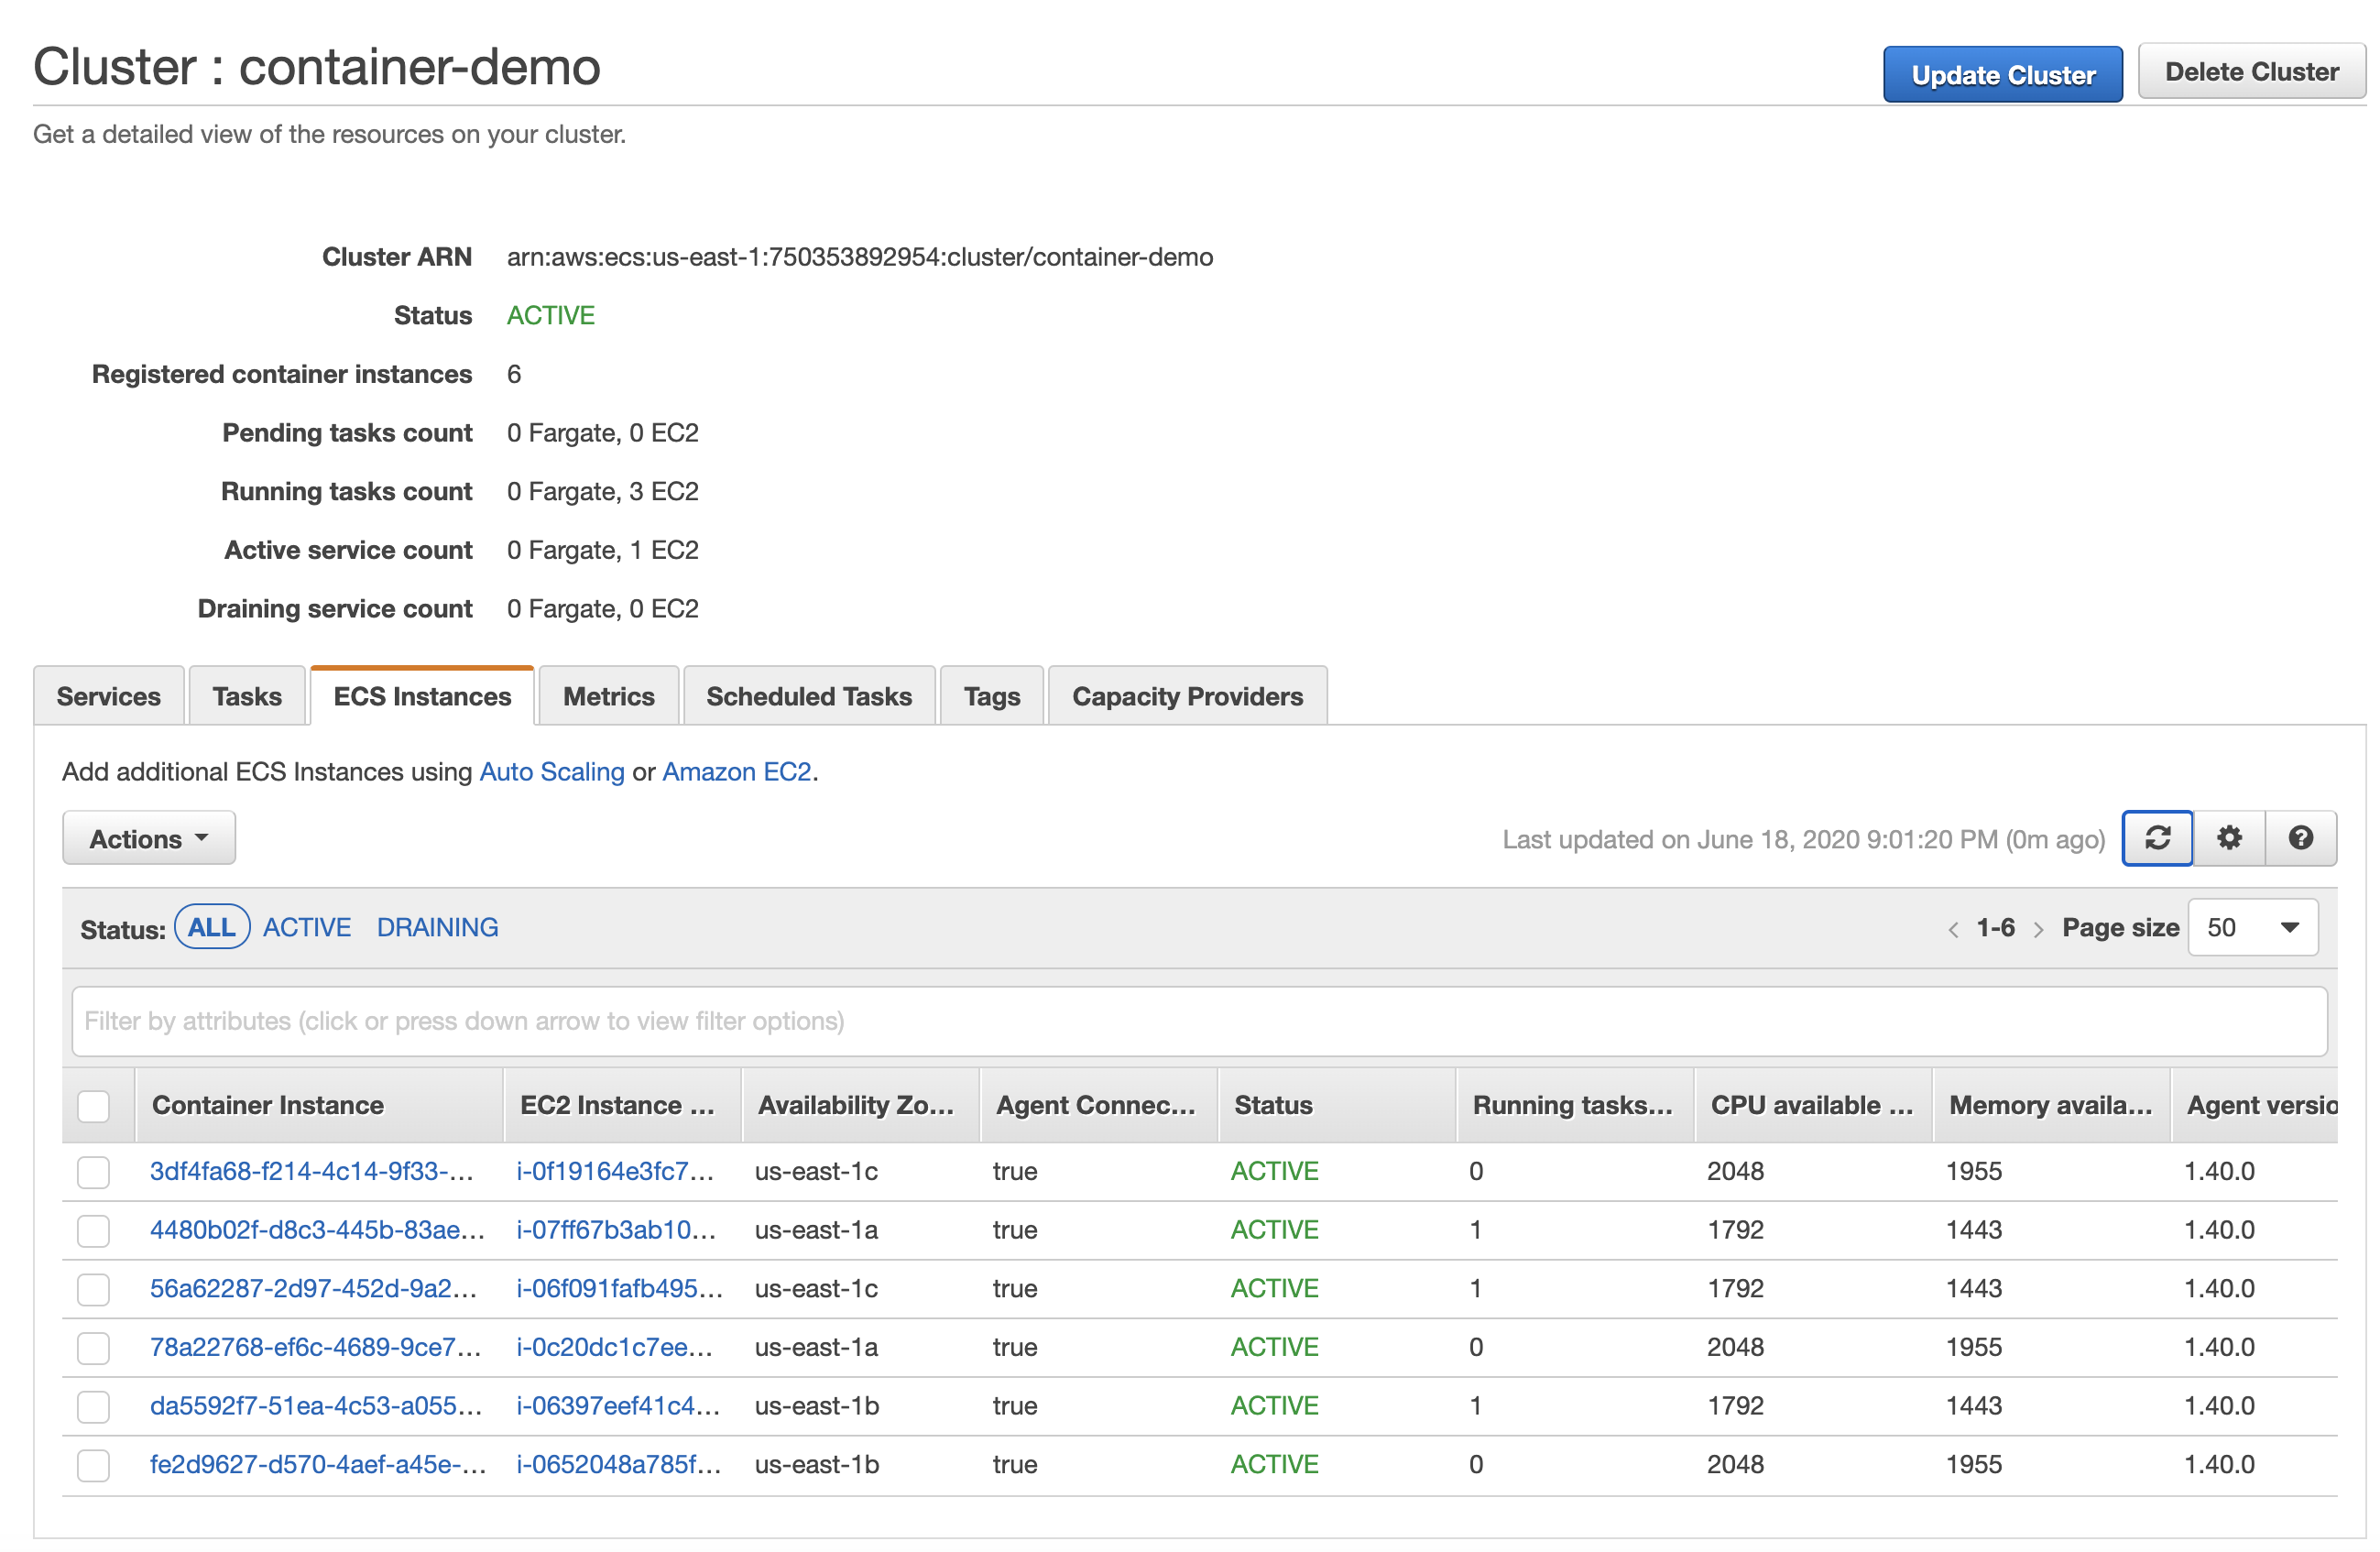 Cluster : container-demo
Update Cluster
Delete Cluster
Get a detailed view of the resources on your cluster.
Cluster ARN arn:aws:ecs:us-east-1:750353892954:cluster/container-demo
Status ACTIVE
Registered container instances 6
Pending tasks count 0 Fargate, 0 EC2
Running tasks count 0 Fargate, 3 EC2
Active service count 0 Fargate, 1 EC2
Draining service count 0 Fargate, 0 EC2
Services Tasks ECS Instances Metrics Scheduled Tasks Tags Capacity Providers
Add additional ECS Instances using Auto Scaling or Amazon EC2.
Actions Last updated on June 18, 2020 9:01:20 PM (0m ago)
Status: ALL ACTIVE DRAINING < 1-6 > Page size 50
Filter by attributes (click or press down arrow to view filter options)
Container Instance EC2 Instance ... Availability Zo... Agent Connec... Status Running tasks... CPU available ... Memory availa... Agent versio
3df4fa68-f214-4c14-9f33-... i-0f19164e3fc7... us-east-1c true ACTIVE 0 2048 1955 1.40.0
4480b02f-d8c3-445b-83ae... i-07ff67b3ab10... us-east-1a true ACTIVE 1 1792 1443 1.40.0
56a62287-2d97-452d-9a2... i-06f091fafb495... us-east-1c true ACTIVE 1 1792 1443 1.40.0
78a22768-ef6c-4689-9ce7... i-0c20dc1c7ee... us-east-1a true ACTIVE 0 2048 1955 1.40.0
da5592f7-51ea-4c53-a055... i-06397eef41c4... us-east-1b true ACTIVE 1 1792 1443 1.40.0
fe2d9627-d570-4aef-a45e-... i-0652048a785f... us-east-1b true ACTIVE 0 2048 1955 1.40.0